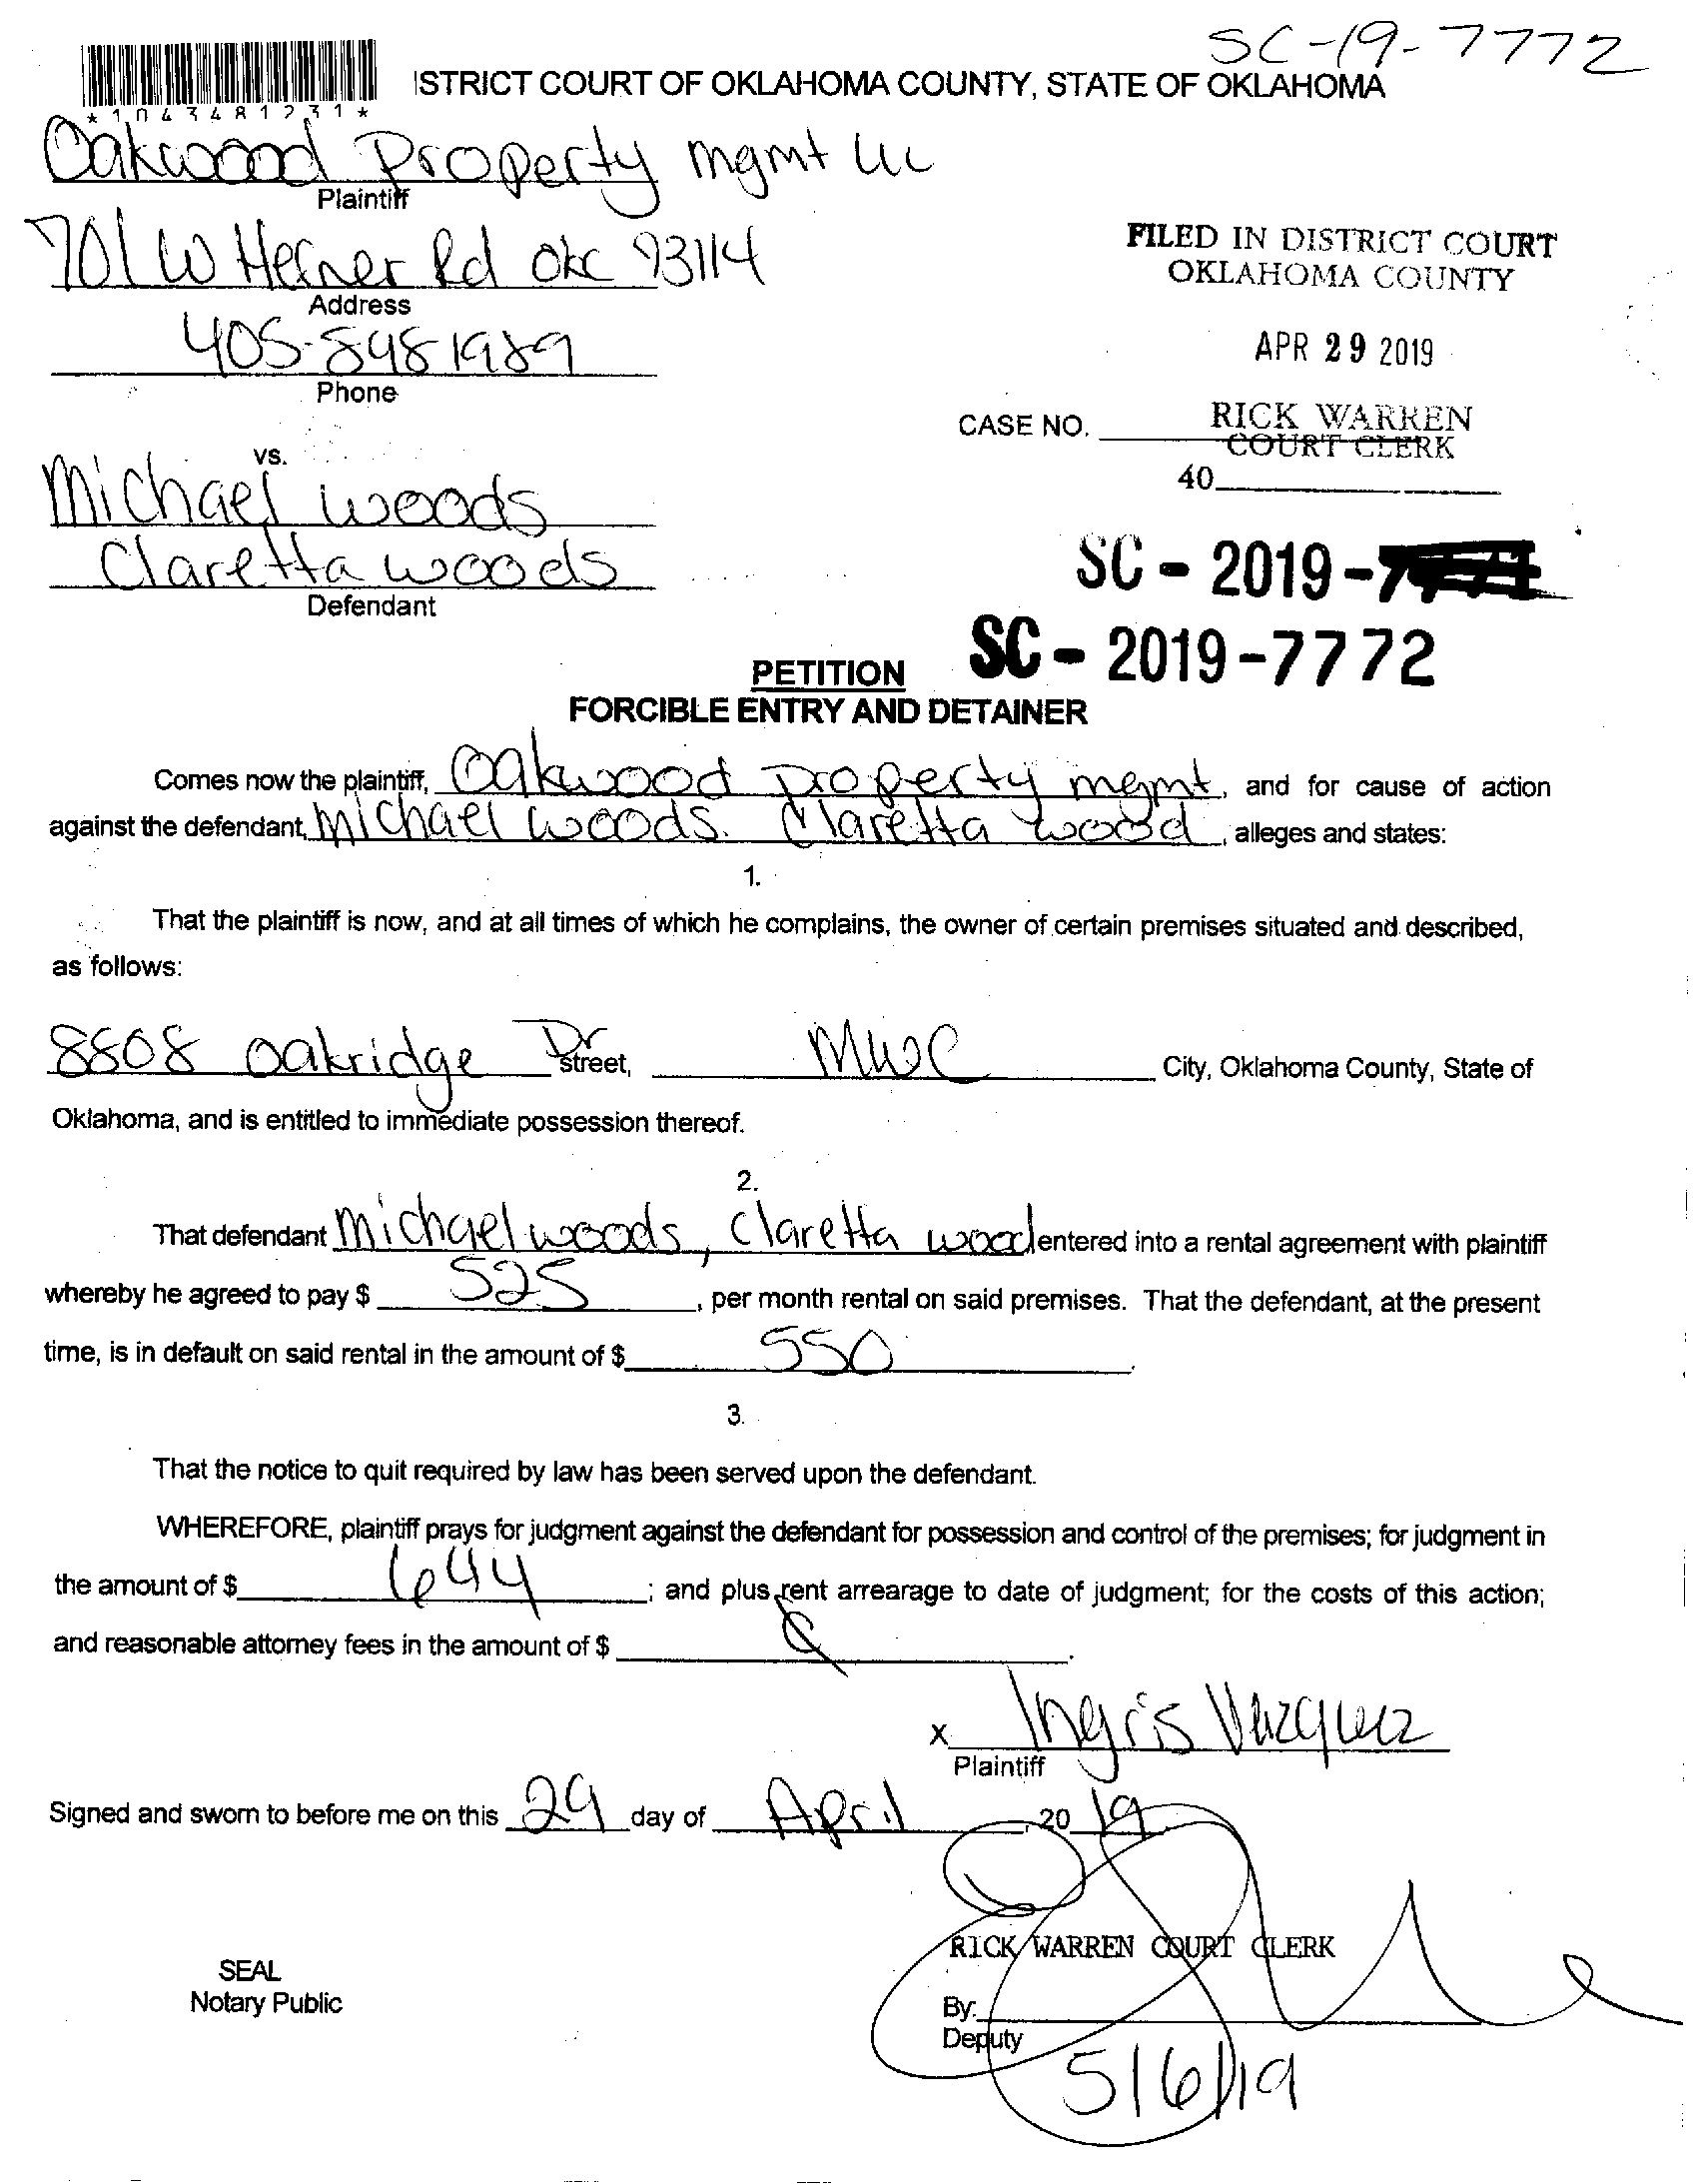 SC-19-7772
ISTRICT COURT OF OKLAHOMA COUNTY, STATE OF OKLAHOMA
*1043481231*
Oakwood Property mgmt LLC
Plaintiff
701 W Hefner Rd OKC 73114
Address
405-848 1989
Phone
FILED IN DISTRICT COURT
OKLAHOMA COUNTY
APR 29 2019
RICK WARREN
COURT CLERK
CASE NO.
40
vs.
Michael Woods
Claretta Woods
Defendant
SC - 2019 -
SC - 2019 -7772
PETITION
FORCIBLE ENTRY AND DETAINER
Comes now the plaintiff, Oakwood Property mgmt, and for cause of action
against the defendant, Michael Woods. Claretta Wood, alleges and states:
1.
That the plaintiff is now, and at all times of which he complains, the owner of certain premises situated and described,
as follows:
8808 Oakridge Dr Street, MWC City, Oklahoma County, State of
Oklahoma, and is entitled to immediate possession thereof.
2.
That defendant Michael Woods, Claretta Wood entered into a rental agreement with plaintiff
whereby he agreed to pay $ 525, per month rental on said premises. That the defendant, at the present
time, is in default on said rental in the amount of $ 550.
3.
That the notice to quit required by law has been served upon the defendant.
WHEREFORE, plaintiff prays for judgment against the defendant for possession and control of the premises; for judgment in
the amount of $ 644; and plus rent arrearage to date of judgment; for the costs of this action;
and reasonable attorney fees in the amount of $.
x Ingris Vazquez
Plaintiff
Signed and sworn to before me on this 29 day of April, 20 19
RICK WARREN COURT CLERK
SEAL
Notary Public
By:
Deputy
5/6/19